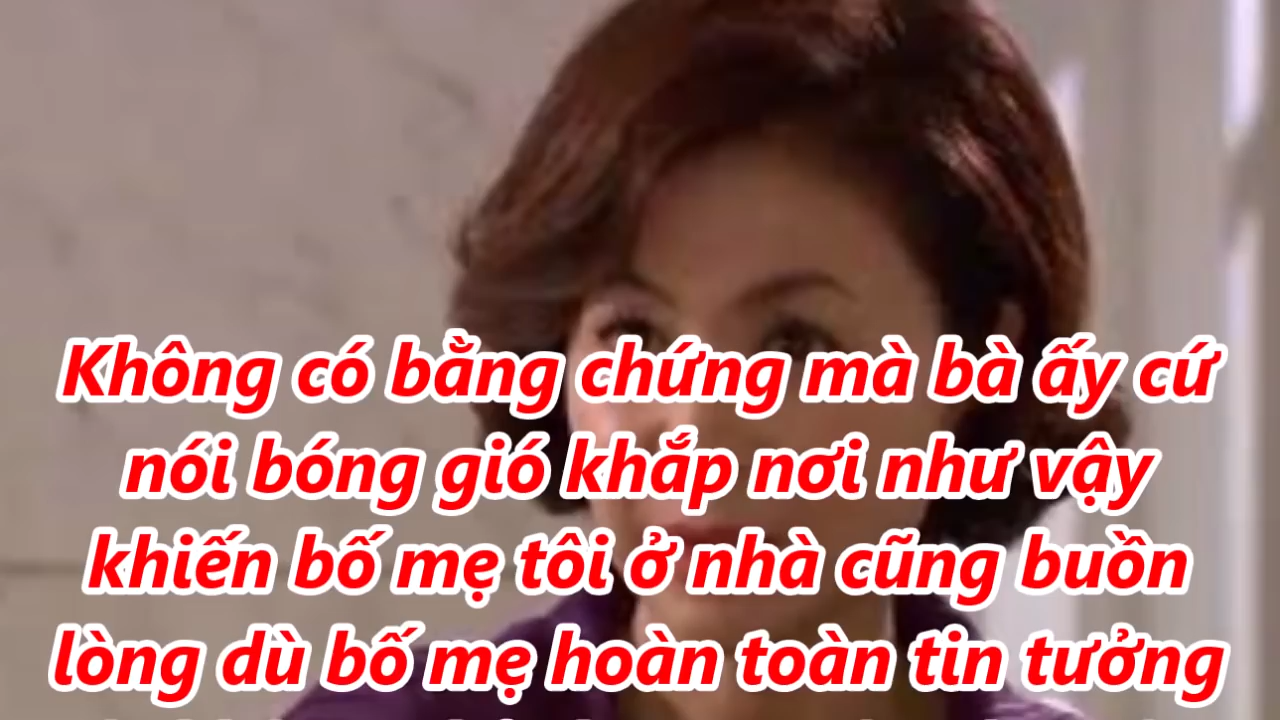 Không có bằng chứng mà bà ấy cứ
nói bóng gió khắp nơi như vậy
khiến bố mẹ tôi ở nhà cũng buồn
lòng dù bố mẹ hoàn toàn tin tưởng